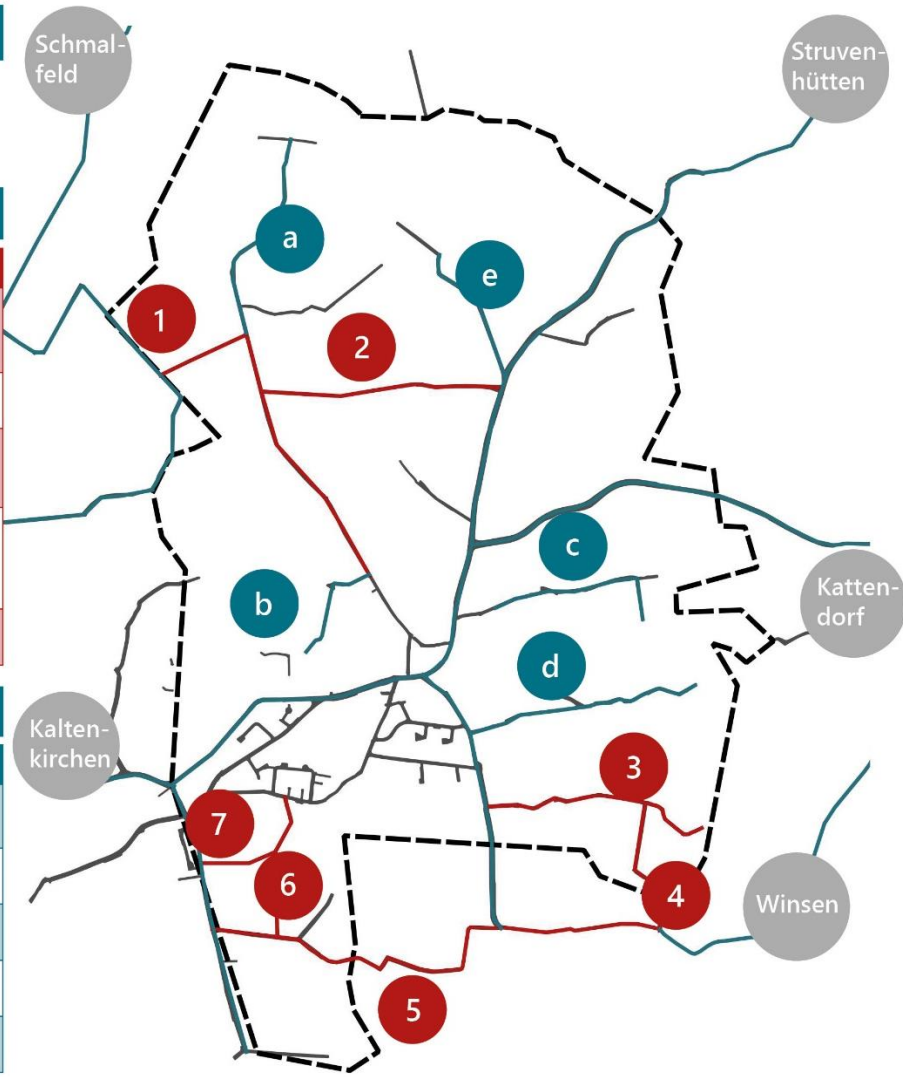 Schmal-
feld
Struven-
hütten
a
e
1
2
c
b
Katten-
dorf
d
Kalten-
kirchen
3
7
6
4
Winsen
5